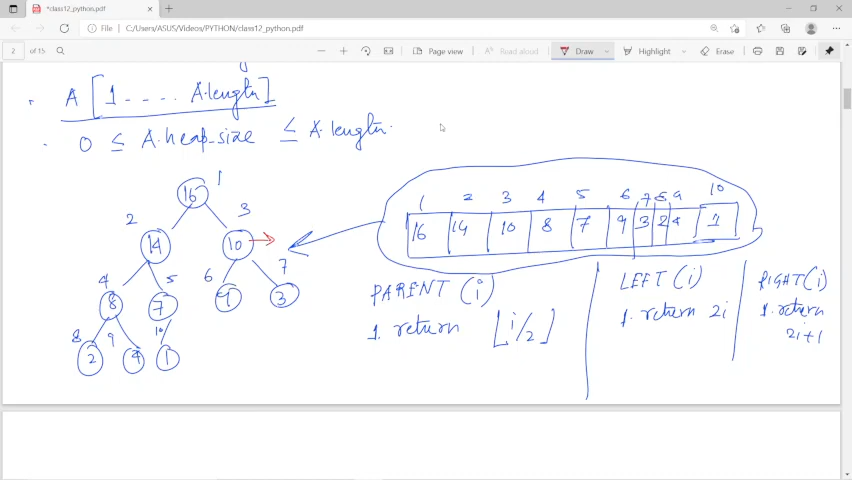 *class12_python.pdf
File | C:/Users/ASUS/Videos/PYTHON/class12_python.pdf
2 of 15 Page view Read aloud Draw Highlight Erase
A [1 - - - - . A.length]
0 ≤ A.heap_size ≤ A.length.
1
16
2 3
14 10
4 5 6 7
8 7 9 3
8 9 10
2 4 1
1 2 3 4 5 6 7 8 9 10
16 14 10 8 7 9 3 2 4 1
PARENT (i)
1. return ⌊i/2⌋
LEFT (i)
1. return 2i
RIGHT (i)
1. return
2i+1